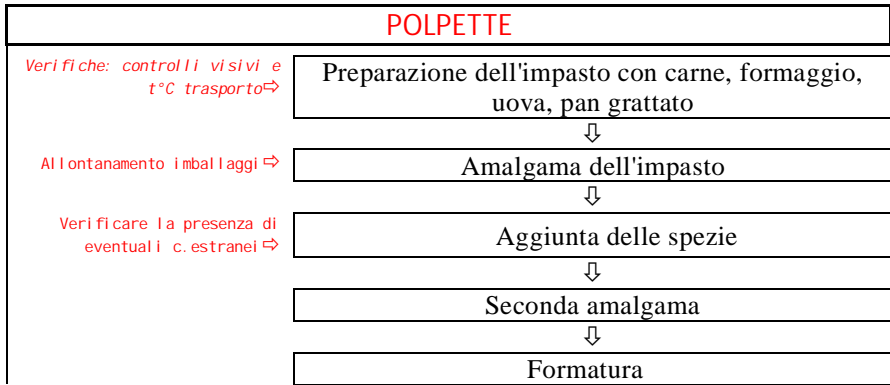 POLPETTE
Verifiche: controlli visivi e
t°C trasporto⇨
Preparazione dell'impasto con carne, formaggio,
uova, pan grattato
⇩
Allontanamento imballaggi⇨
Amalgama dell'impasto
⇩
Verificare la presenza di
eventuali c.estranei⇨
Aggiunta delle spezie
⇩
Seconda amalgama
⇩
Formatura